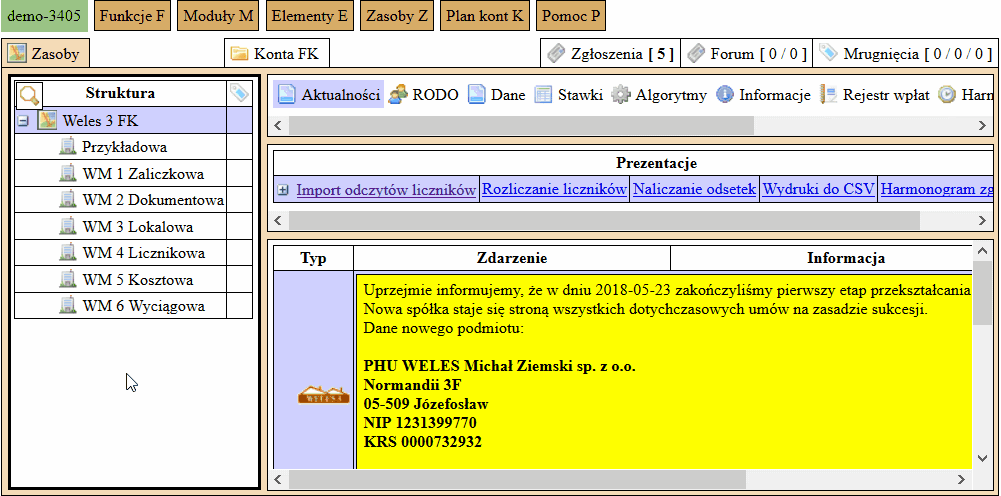 demo-3405 Funkcje F Moduły M Elementy E Zasoby Z Plan kont K Pomoc P
Zasoby Konta FK Zgłoszenia [ 5 ] Forum [ 0 / 0 ] Mrugnięcia [ 0 / 0 / 0 ]
Struktura
Weles 3 FK
Przykładowa
WM 1 Zaliczkowa
WM 2 Dokumentowa
WM 3 Lokalowa
WM 4 Licznikowa
WM 5 Kosztowa
WM 6 Wyciągowa
Aktualności RODO Dane Stawki Algorytmy Informacje Rejestr wpłat Harm
Prezentacje
Import odczytów liczników Rozliczanie liczników Naliczanie odsetek Wydruki do CSV Harmonogram zg
Typ Zdarzenie Informacja
WELES 3
Uprzejmie informujemy, że w dniu 2018-05-23 zakończyliśmy pierwszy etap przekształcania
Nowa spółka staje się stroną wszystkich dotychczasowych umów na zasadzie sukcesji.
Dane nowego podmiotu:
PHU WELES Michał Ziemski sp. z o.o.
Normandii 3F
05-509 Józefosław
NIP 1231399770
KRS 0000732932